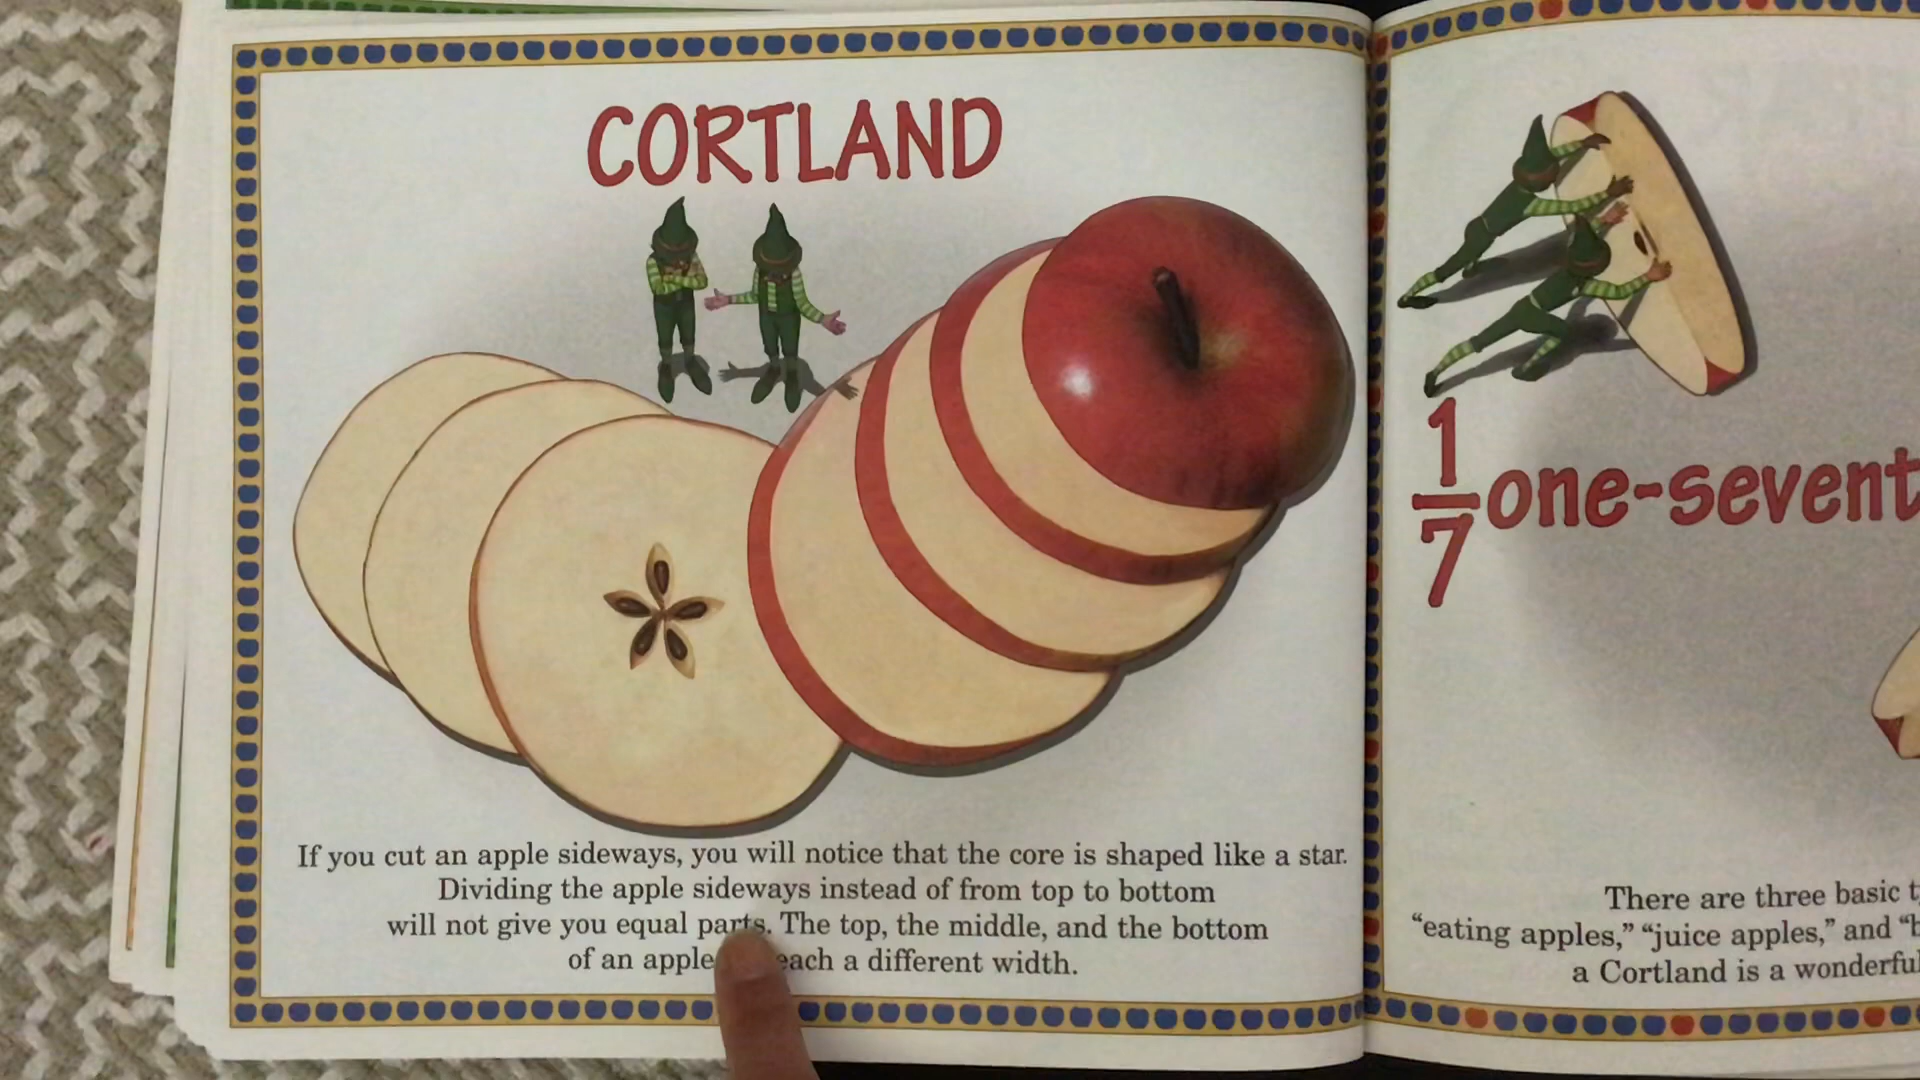 CORTLAND
If you cut an apple sideways, you will notice that the core is shaped like a star.
Dividing the apple sideways instead of from top to bottom
will not give you equal parts. The top, the middle, and the bottom
of an apple each a different width.
1
7
one-sevent
There are three basic
“eating apples,” “juice apples,” and
a Cortland is a wonderful